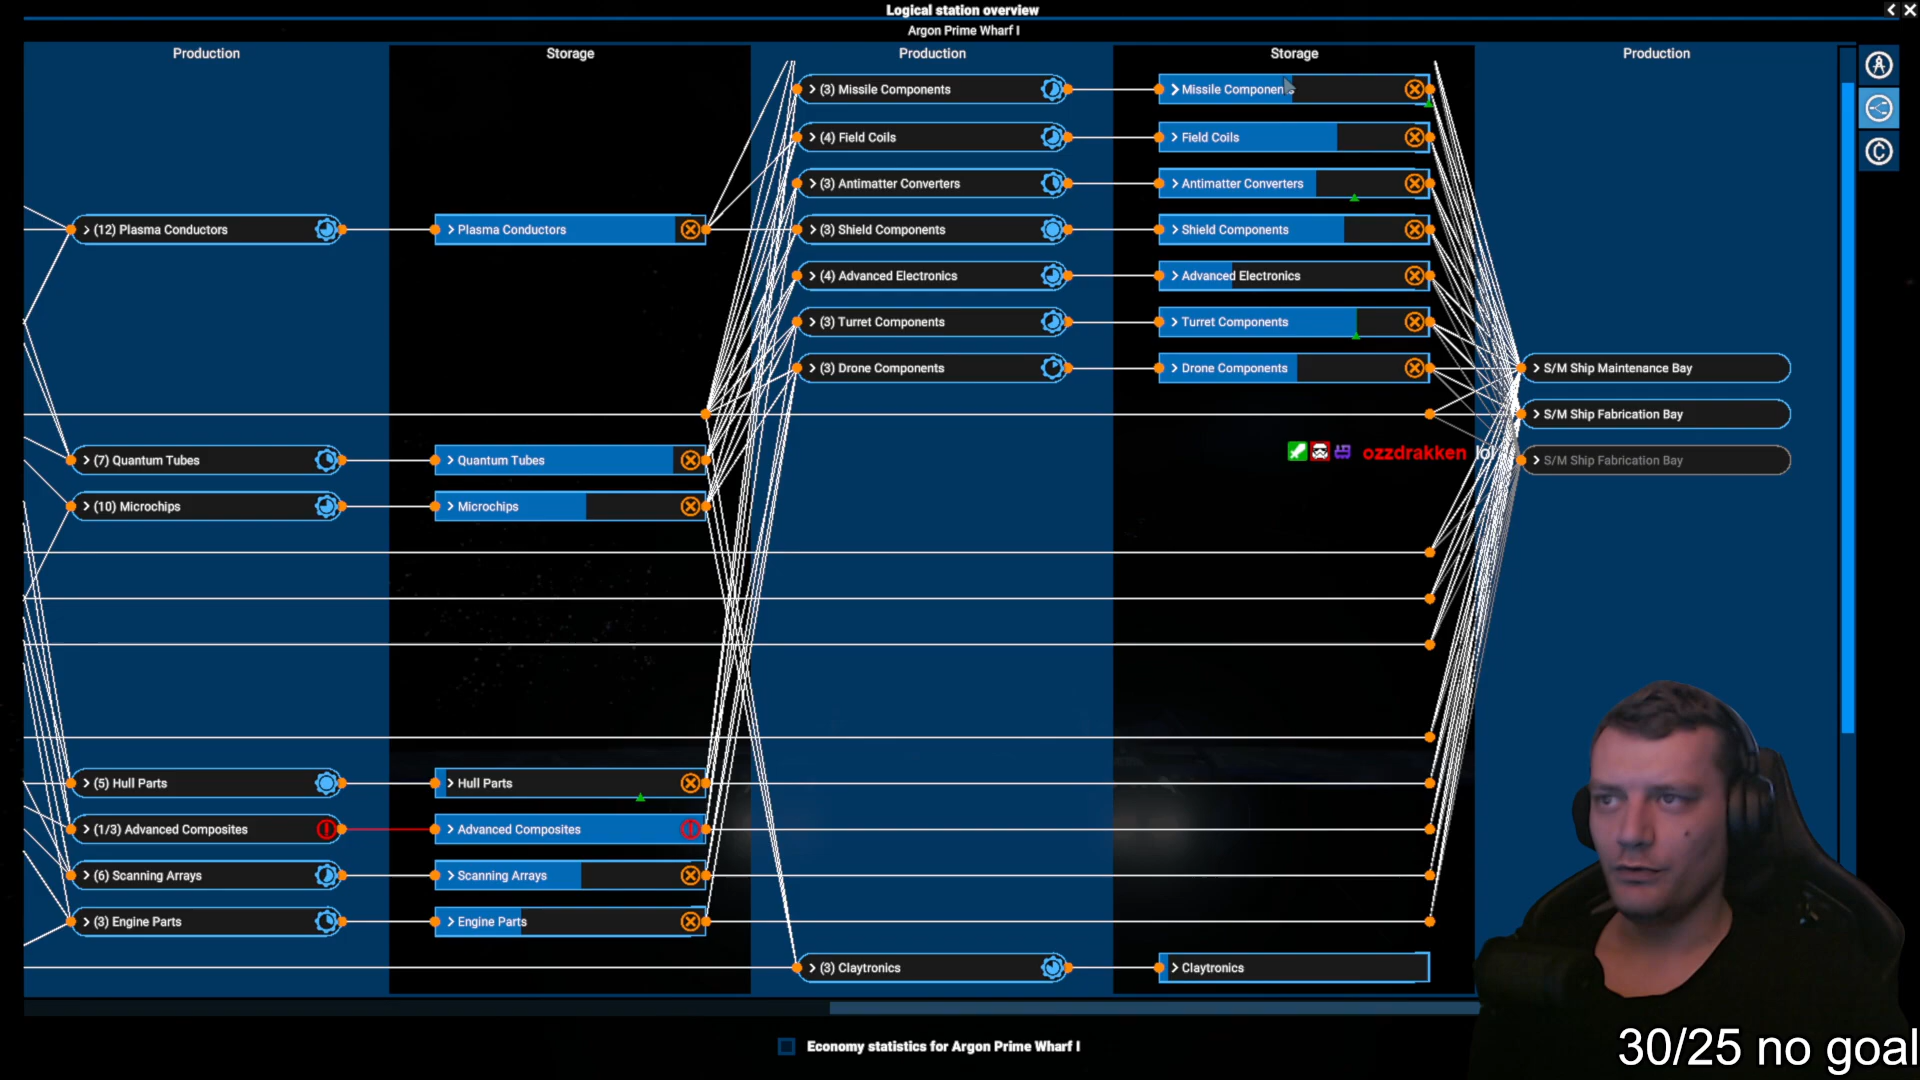 Logical station overview
Argon Prime Wharf I
Production
Storage
Production
Storage
Production
(3) Missile Components
Missile Components
(4) Field Coils
Field Coils
(3) Antimatter Converters
Antimatter Converters
(12) Plasma Conductors
Plasma Conductors
(3) Shield Components
Shield Components
(4) Advanced Electronics
Advanced Electronics
(3) Turret Components
Turret Components
(3) Drone Components
Drone Components
S/M Ship Maintenance Bay
S/M Ship Fabrication Bay
ozzdrakken lol
(7) Quantum Tubes
Quantum Tubes
S/M Ship Fabrication Bay
(10) Microchips
Microchips
(5) Hull Parts
Hull Parts
(1/3) Advanced Composites
Advanced Composites
(6) Scanning Arrays
Scanning Arrays
(3) Engine Parts
Engine Parts
(3) Claytronics
Claytronics
Economy statistics for Argon Prime Wharf I
30/25 no goal